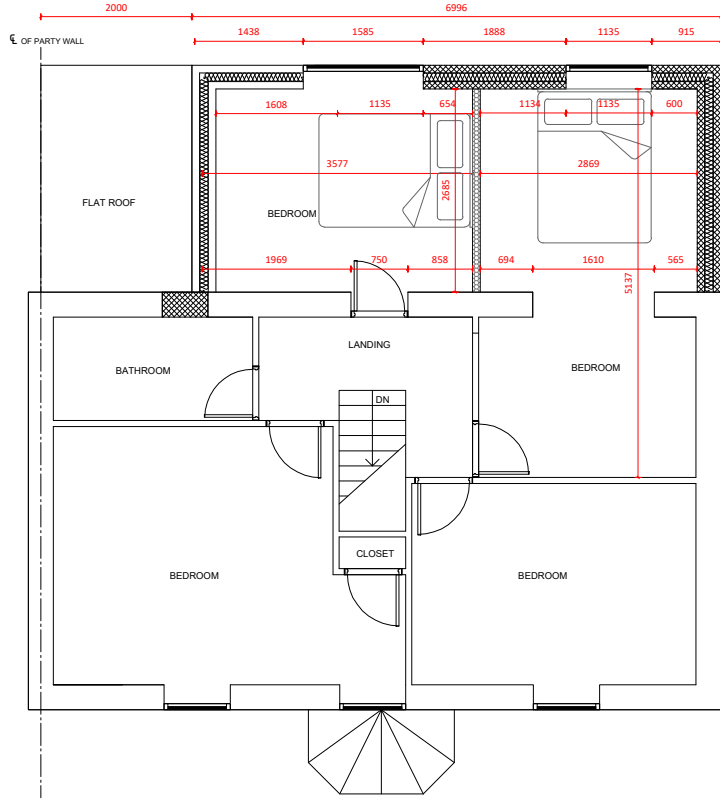 2000
6996
1438
1585
1888
1135
915
℄ OF PARTY WALL
1608
1135
654
1134
1135
600
3577
2869
2685
FLAT ROOF
BEDROOM
1969
750
858
694
1610
565
5137
LANDING
BATHROOM
BEDROOM
DN
CLOSET
BEDROOM
BEDROOM